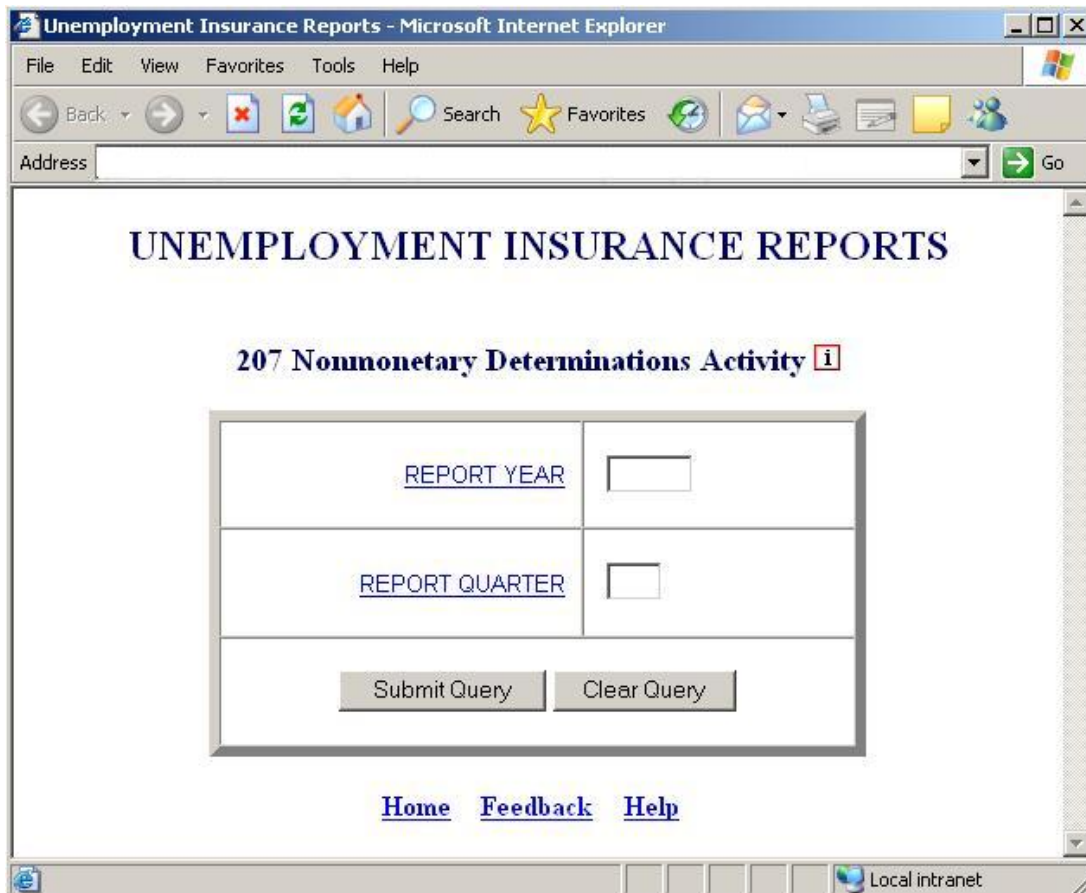 Unemployment Insurance Reports - Microsoft Internet Explorer
File Edit View Favorites Tools Help
Back Search Favorites
Address Go
UNEMPLOYMENT INSURANCE REPORTS
207 Nonmonetary Determinations Activity i
REPORT YEAR
REPORT QUARTER
Submit Query Clear Query
Home Feedback Help
Local intranet